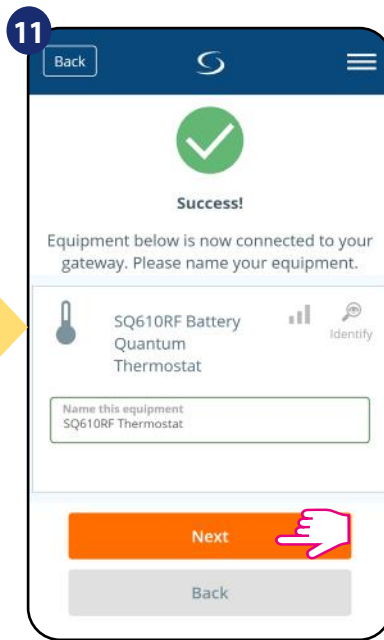 11
Back
Success!
Equipment below is now connected to your
gateway. Please name your equipment.
SQ610RF Battery
Quantum
Thermostat
Identify
Name this equipment
SQ610RF Thermostat
Next
Back